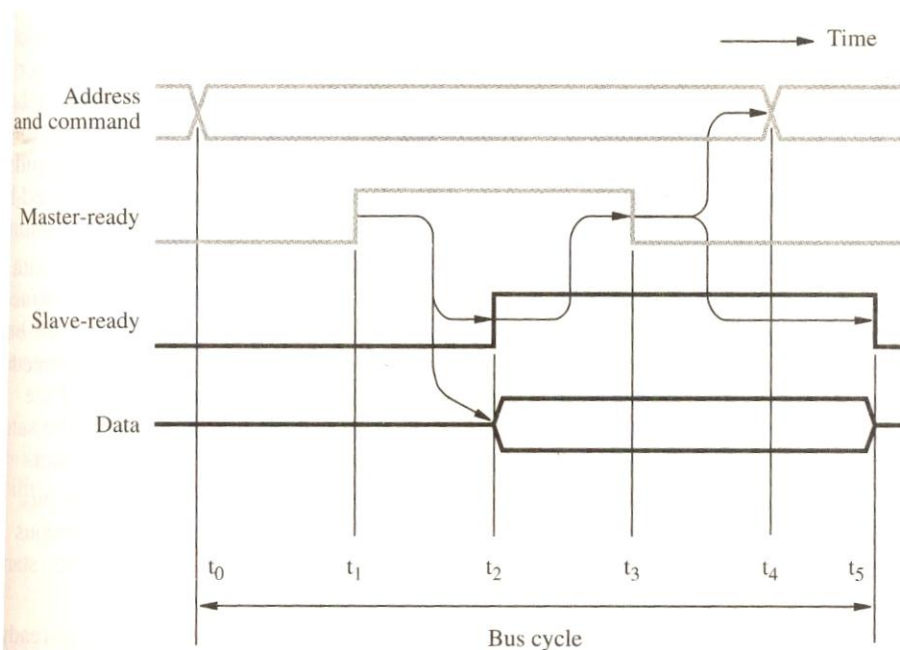 Time
Address
and command
Master-ready
Slave-ready
Data
t₀ t₁ t₂ t₃ t₄ t₅
Bus cycle